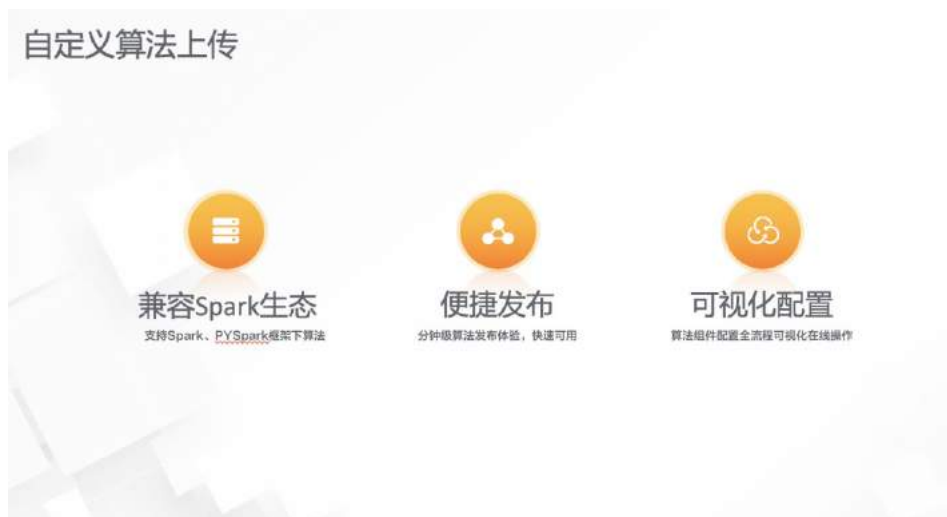 自定义算法上传
兼容Spark生态
支持Spark、PYSpark框架下算法
便捷发布
分钟级算法发布体验，快速可用
可视化配置
算法组件配置全流程可视化在线操作